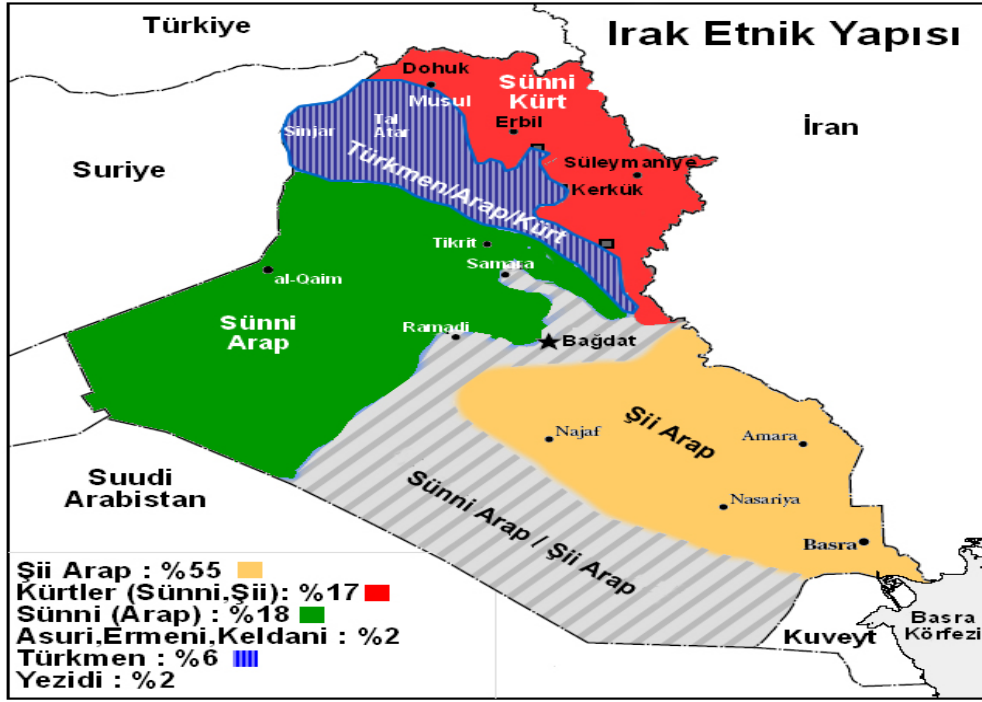 Türkiye
Irak Etnik Yapısı
Dohuk
Sünni
Kürt
Musul
İran
Sinjar
Tal
Atar
Erbil
Suriye
Süleymaniye
Türkmen/Arap/Kürt
Kerkük
Tikrit
Samara
al-Qaim
Sünni
Arap
Ramadi
Bağdat
Şii Arap
Najaf
Amara
Suudi
Arabistan
Sünni Arap / Şii Arap
Nasariya
Basra
Şii Arap : %55
Kürtler (Sünni,Şii): %17
Sünni (Arap) : %18
Asuri,Ermeni,Keldani : %2
Türkmen : %6
Yezidi : %2
Kuveyt
Basra
Körfezi